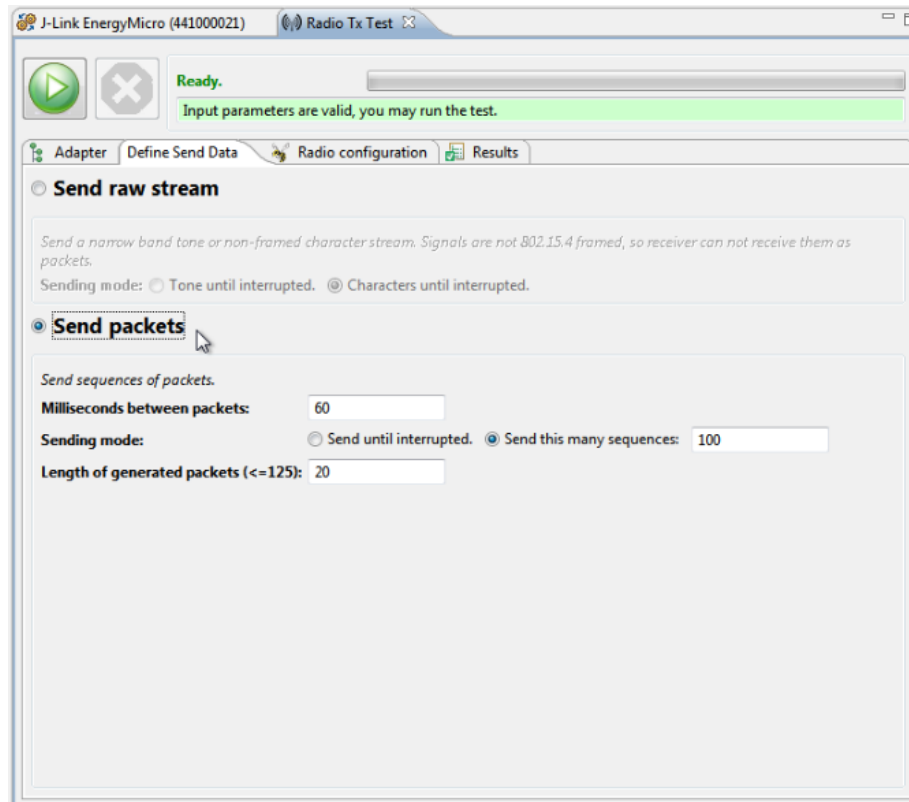 J-Link EnergyMicro (441000021) Radio Tx Test
Ready.
Input parameters are valid, you may run the test.
Adapter Define Send Data Radio configuration Results
Send raw stream
Send a narrow band tone or non-framed character stream. Signals are not 802.15.4 framed, so receiver can not receive them as
packets.
Sending mode: Tone until interrupted. Characters until interrupted.
Send packets
Send sequences of packets.
Milliseconds between packets: 60
Sending mode: Send until interrupted. Send this many sequences: 100
Length of generated packets (<=125): 20